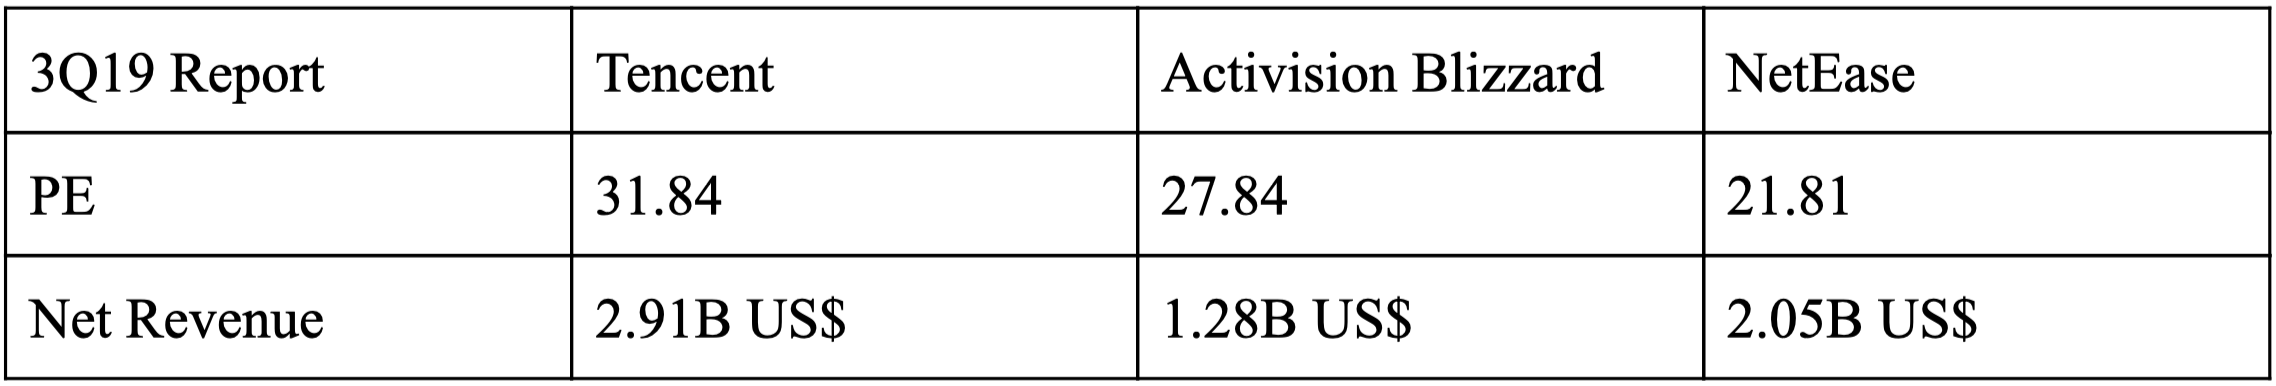 3Q19 Report Tencent Activision Blizzard NetEase
PE 31.84 27.84 21.81
Net Revenue 2.91B US$ 1.28B US$ 2.05B US$